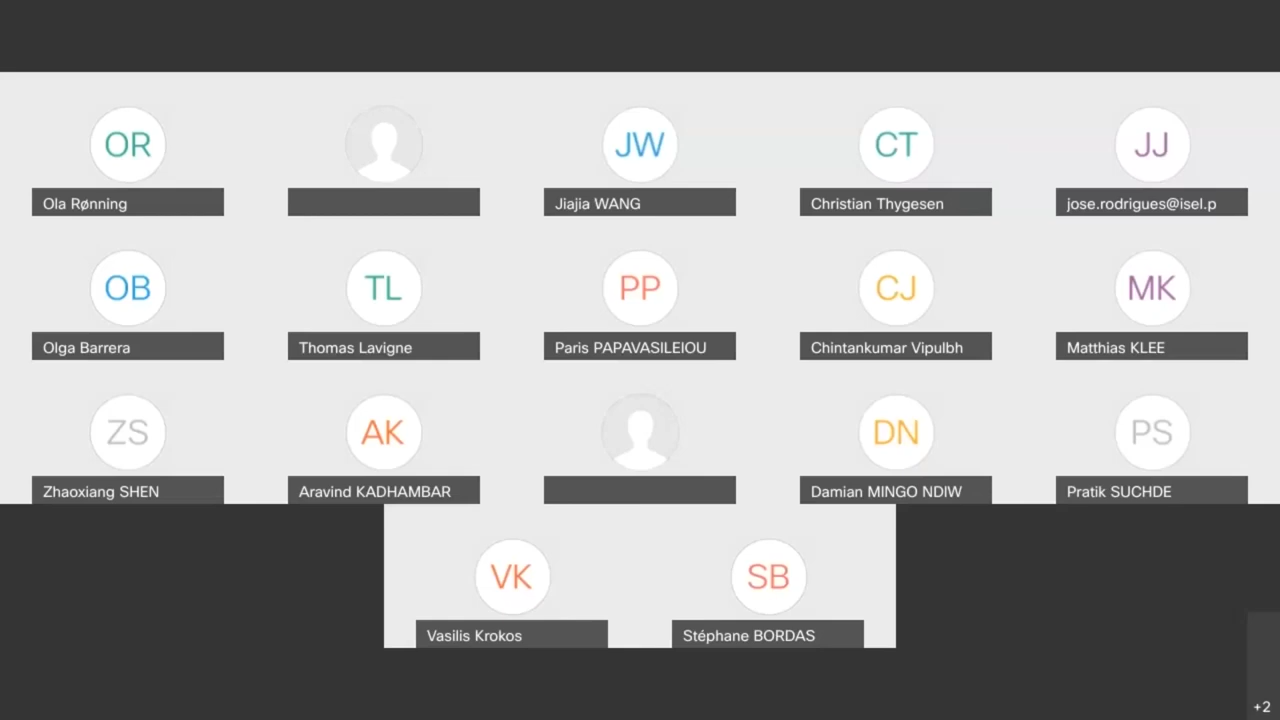 OR
JW
CT
JJ
Ola Rønning
Jiajia WANG
Christian Thygesen
jose.rodrigues@isel.p
OB
TL
PP
CJ
MK
Olga Barrera
Thomas Lavigne
Paris PAPAVASILEIOU
Chintankumar Vipulbh
Matthias KLEE
ZS
AK
DN
PS
Zhaoxiang SHEN
Aravind KADHAMBAR
Damian MINGO NDIW
Pratik SUCHDE
VK
SB
Vasilis Krokos
Stéphane BORDAS
+2